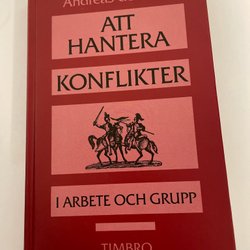 Andreas
ATT
HANTERA
KONFLIKTER
I ARBETE OCH GRUPP
TIMBRO